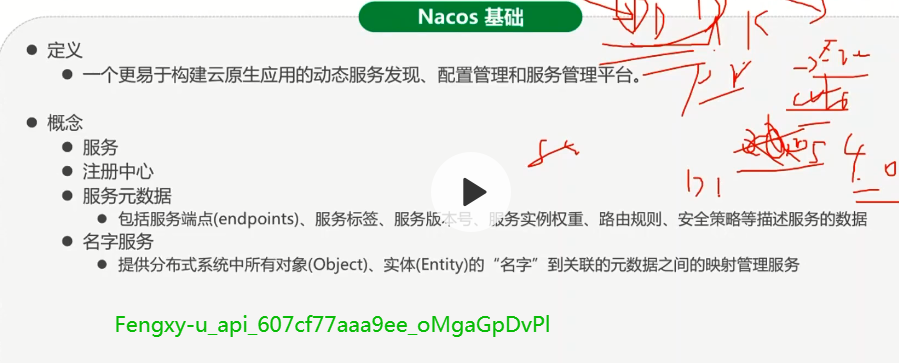 Nacos 基础
定义
一个更易于构建云原生应用的动态服务发现、配置管理和服务管理平台。
概念
服务
注册中心
服务元数据
包括服务端点(endpoints)、服务标签、服务版本号、服务实例权重、路由规则、安全策略等描述服务的数据
名字服务
提供分布式系统中所有对象(Object)、实体(Entity)的“名字”到关联的元数据之间的映射管理服务
Fengxy-u_api_607cf77aaa9ee_oMgaGpDvPl